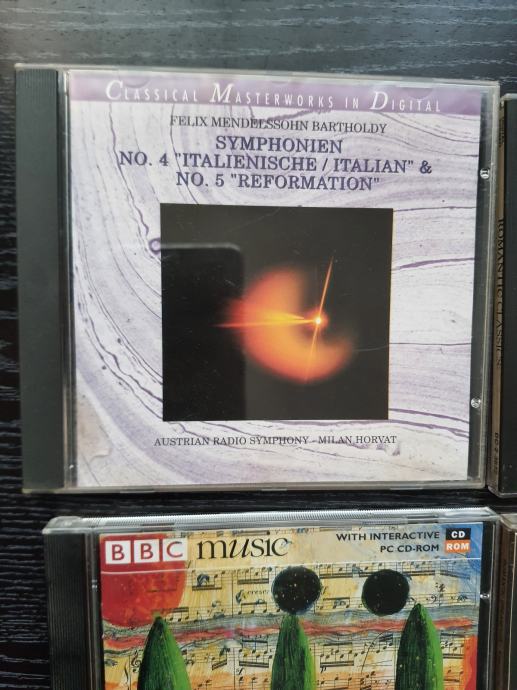 CLASSICAL MASTERWORKS IN DIGITAL
FELIX MENDELSSOHN BARTHOLDY
SYMPHONIEN
NO. 4 "ITALIENISCHE / ITALIAN" &
NO. 5 "REFORMATION"
AUSTRIAN RADIO SYMPHONY - MILAN HORVAT
BBC music
WITH INTERACTIVE
PC CD-ROM
CD
ROM
cresc